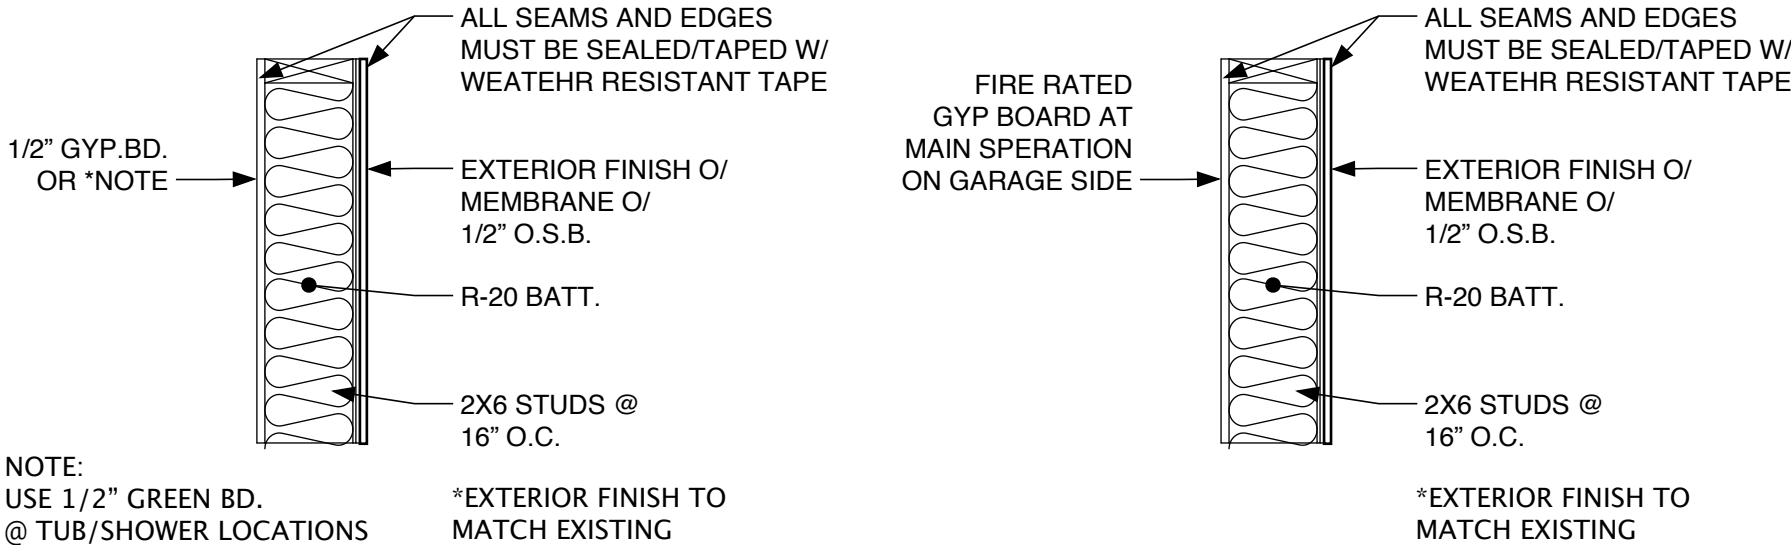 ALL SEAMS AND EDGES
MUST BE SEALED/TAPED W/
WEATEHR RESISTANT TAPE
1/2” GYP.BD.
OR *NOTE
EXTERIOR FINISH O/
MEMBRANE O/
1/2” O.S.B.
R-20 BATT.
2X6 STUDS @
16” O.C.
NOTE:
USE 1/2” GREEN BD.
@ TUB/SHOWER LOCATIONS
*EXTERIOR FINISH TO
MATCH EXISTING
ALL SEAMS AND EDGES
MUST BE SEALED/TAPED W/
WEATEHR RESISTANT TAPE
FIRE RATED
GYP BOARD AT
MAIN SPERATION
ON GARAGE SIDE
EXTERIOR FINISH O/
MEMBRANE O/
1/2” O.S.B.
R-20 BATT.
2X6 STUDS @
16” O.C.
*EXTERIOR FINISH TO
MATCH EXISTING